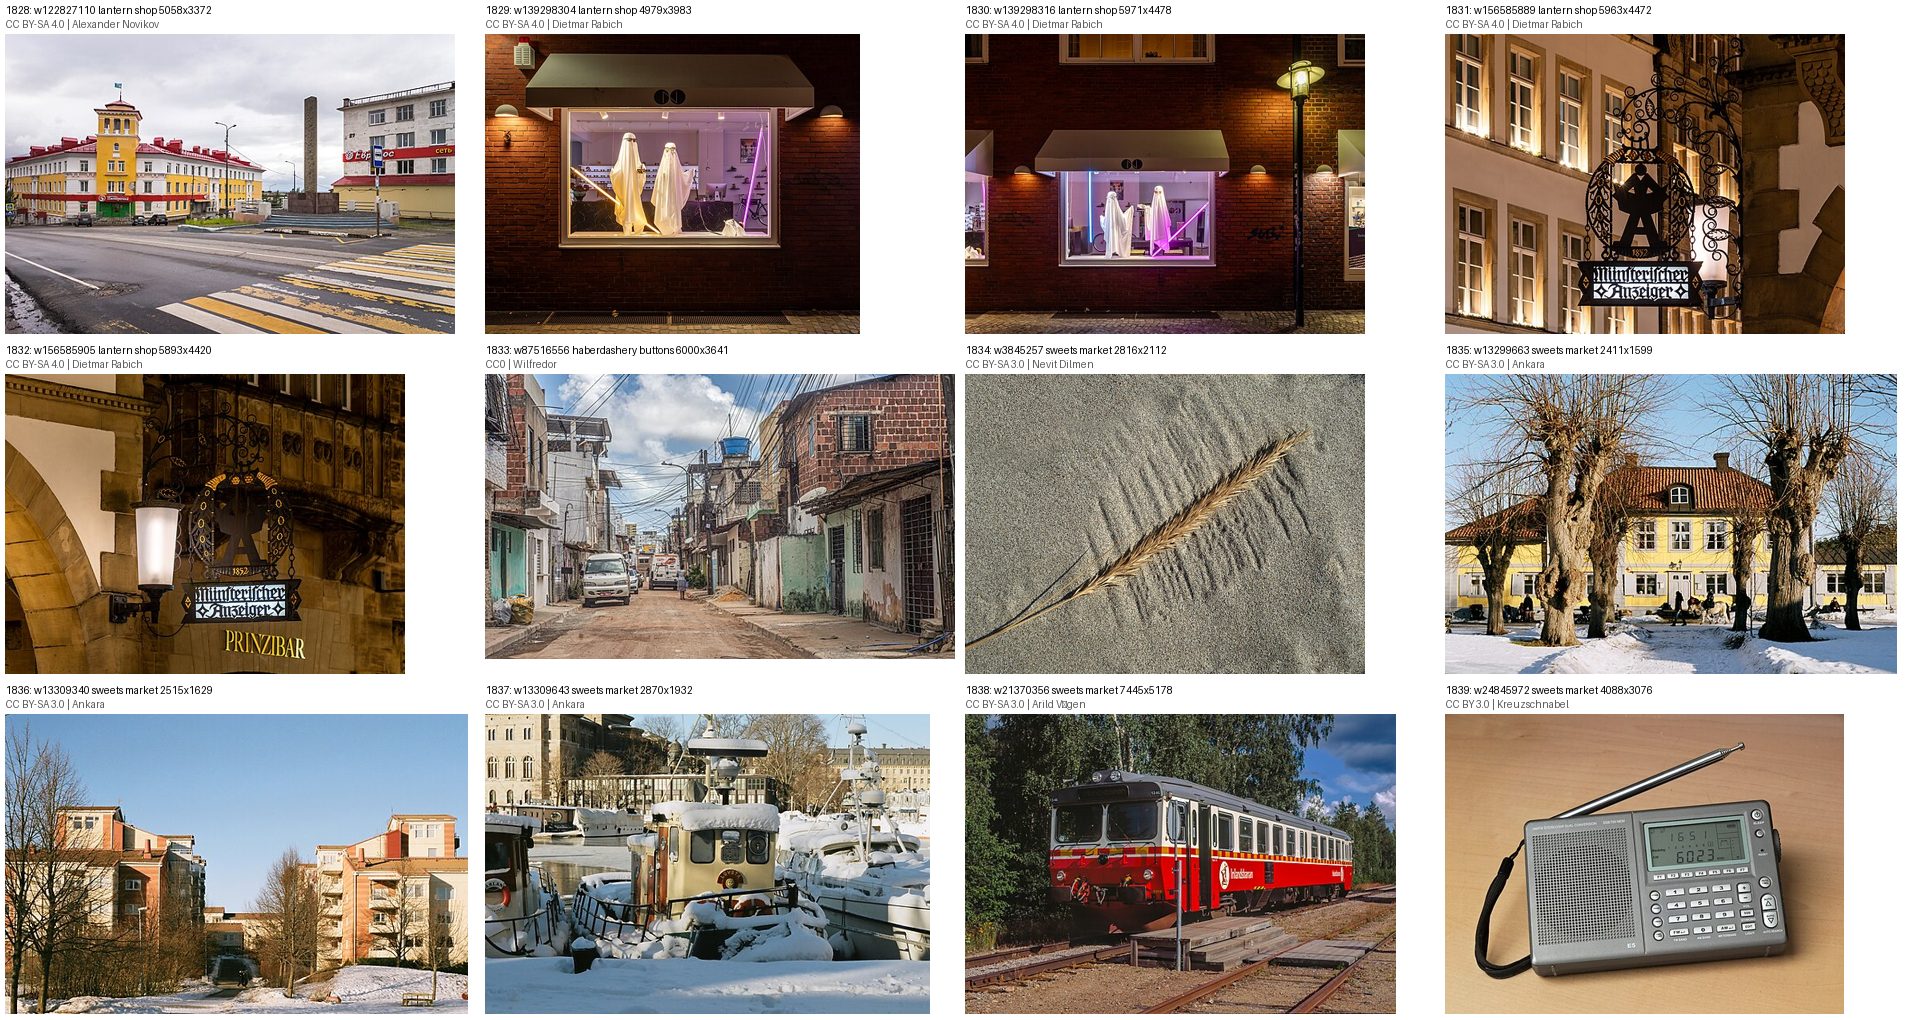 1828: w122827110 lantern shop 5058x3372
CC BY-SA 4.0 | Alexander Novikov
1829: w139298304 lantern shop 4979x3983
CC BY-SA 4.0 | Dietmar Rabich
1830: w139298316 lantern shop 5971x4478
CC BY-SA 4.0 | Dietmar Rabich
1831: w156585889 lantern shop 5963x4472
CC BY-SA 4.0 | Dietmar Rabich
сеть
1852
Münsterischer
Anzeiger
1832: w156585905 lantern shop 5893x4420
CC BY-SA 4.0 | Dietmar Rabich
1833: w87516556 haberdashery buttons 6000x3641
CC0 | Wilfredor
1834: w3845257 sweets market 2816x2112
CC BY-SA 3.0 | Nevit Dilmen
1835: w13299663 sweets market 2411x1599
CC BY-SA 3.0 | Ankara
1852
Münsterischer
Anzeiger
PRINZIBAR
1836: w13309340 sweets market 2515x1629
CC BY-SA 3.0 | Ankara
1837: w13309643 sweets market 2870x1932
CC BY-SA 3.0 | Ankara
1838: w21370356 sweets market 7445x5178
CC BY-SA 3.0 | Arild
1839: w24845972 sweets market 4088x3076
CC BY 3.0 | Kreuzschnabel
Inlandsbanan
1651
6023
E5